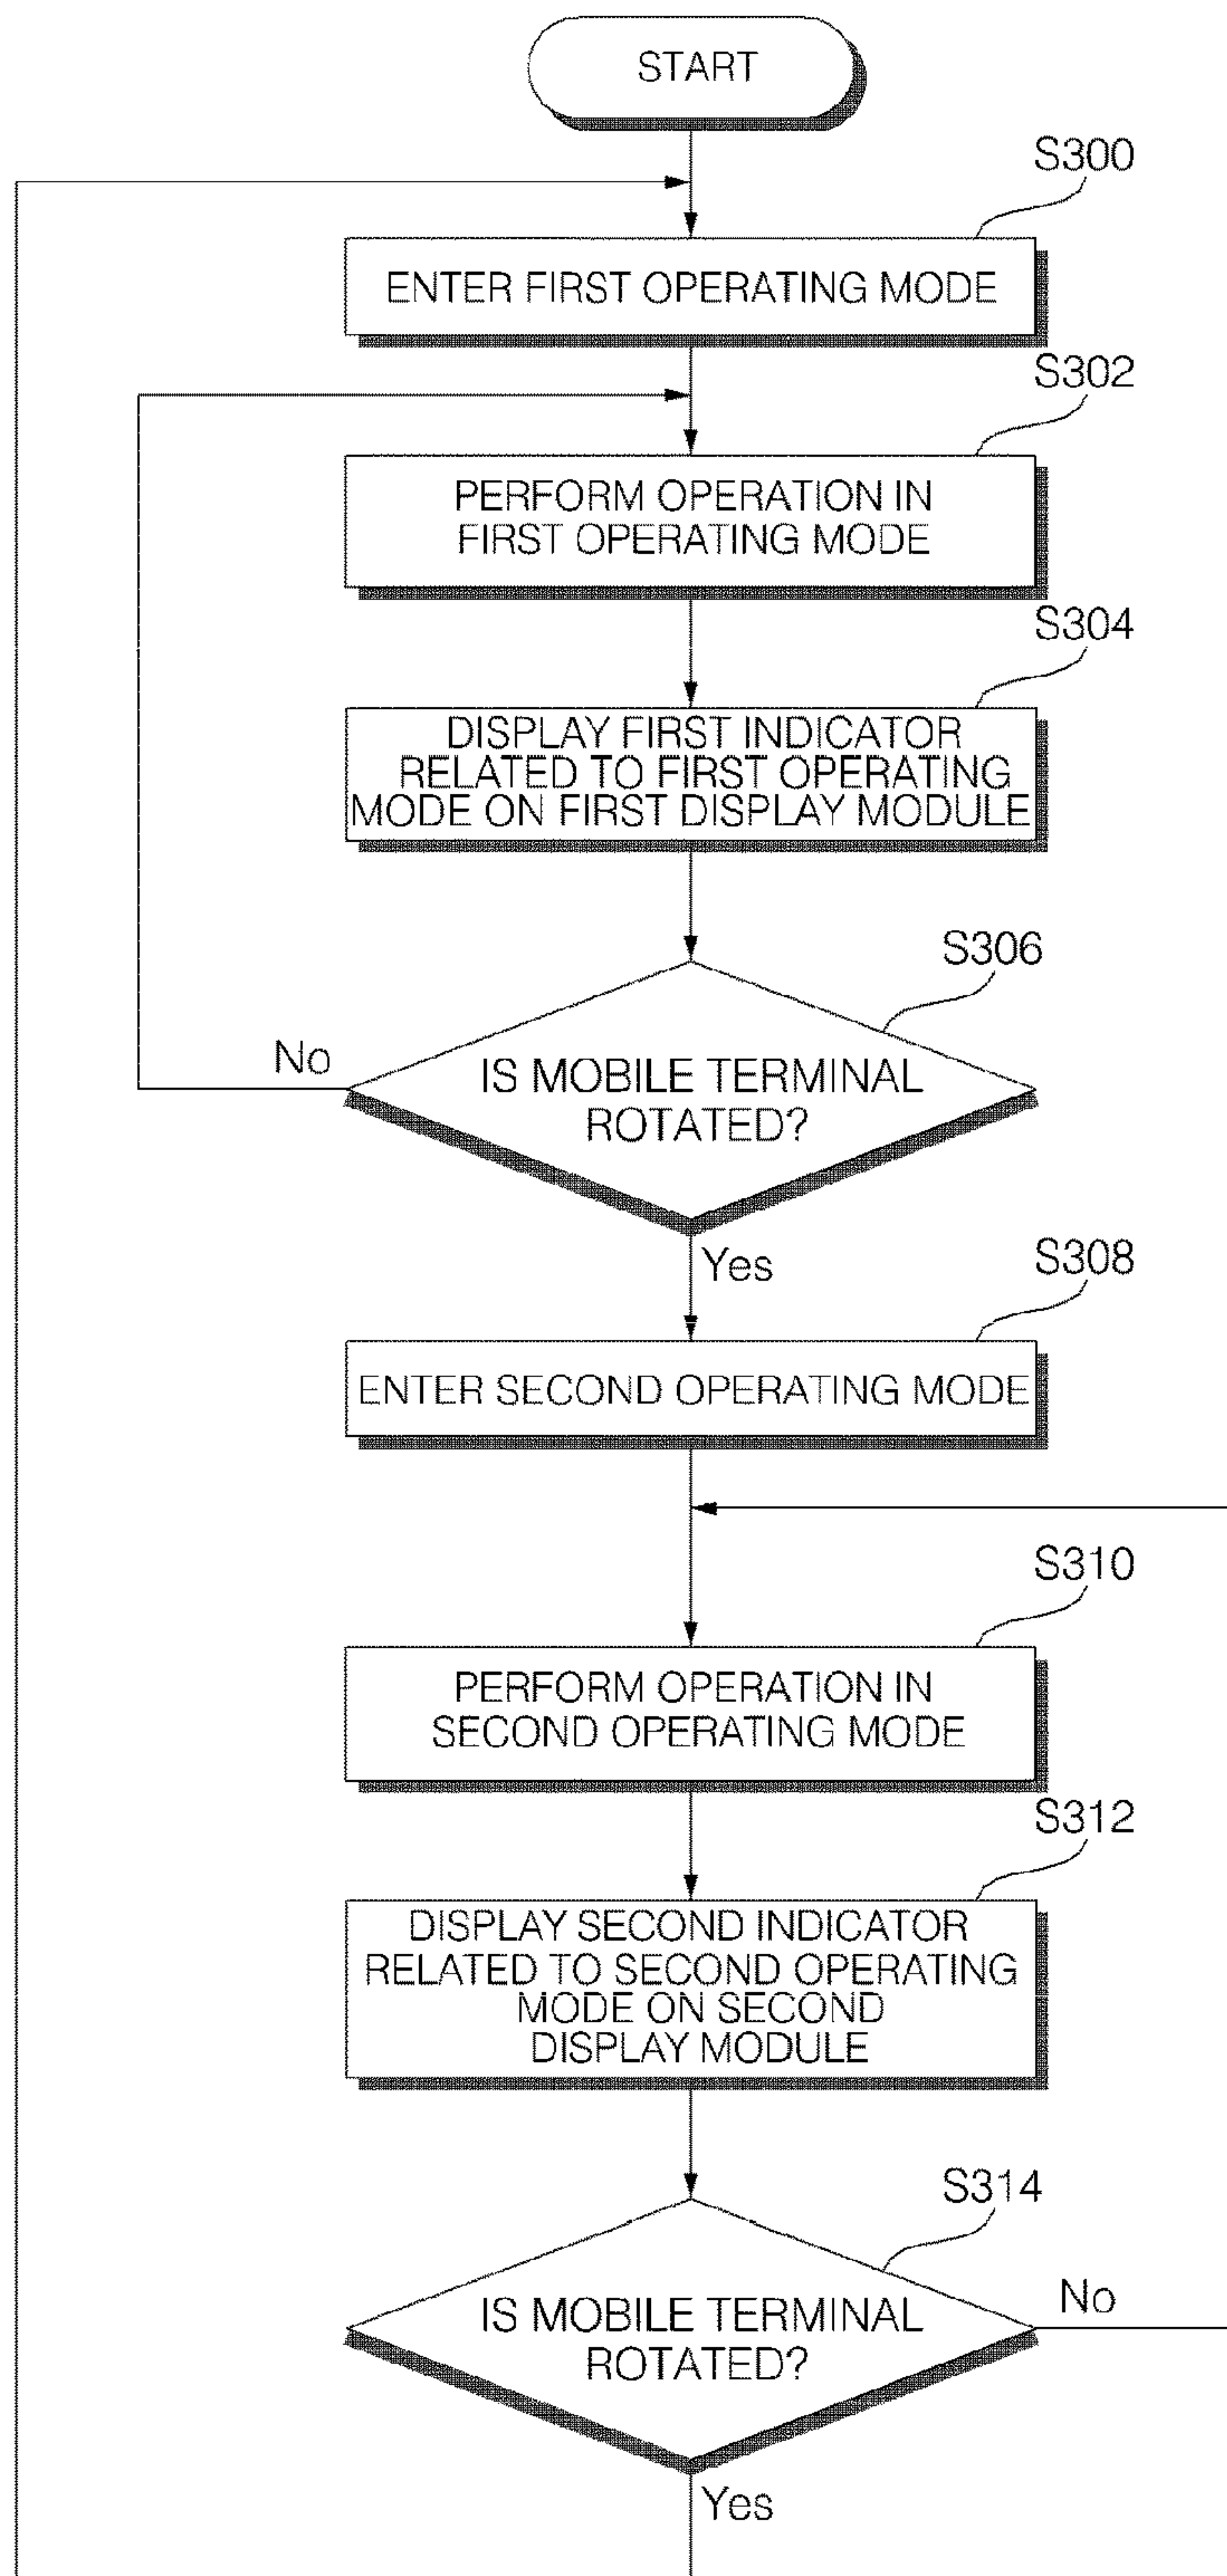 START
S300
ENTER FIRST OPERATING MODE
S302
PERFORM OPERATION IN
FIRST OPERATING MODE
S304
DISPLAY FIRST INDICATOR
RELATED TO FIRST OPERATING
MODE ON FIRST DISPLAY MODULE
S306
No
IS MOBILE TERMINAL
ROTATED?
Yes
S308
ENTER SECOND OPERATING MODE
S310
PERFORM OPERATION IN
SECOND OPERATING MODE
S312
DISPLAY SECOND INDICATOR
RELATED TO SECOND OPERATING
MODE ON SECOND
DISPLAY MODULE
S314
No
IS MOBILE TERMINAL
ROTATED?
Yes